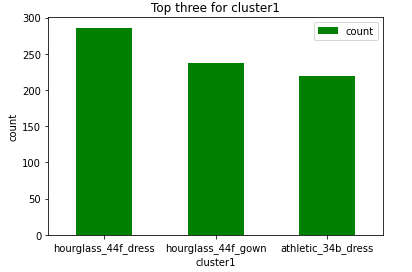 Top three for cluster1
count
300
250
200
150
100
50
0
count
hourglass_44f_dress hourglass_44f_gown athletic_34b_dress
cluster1